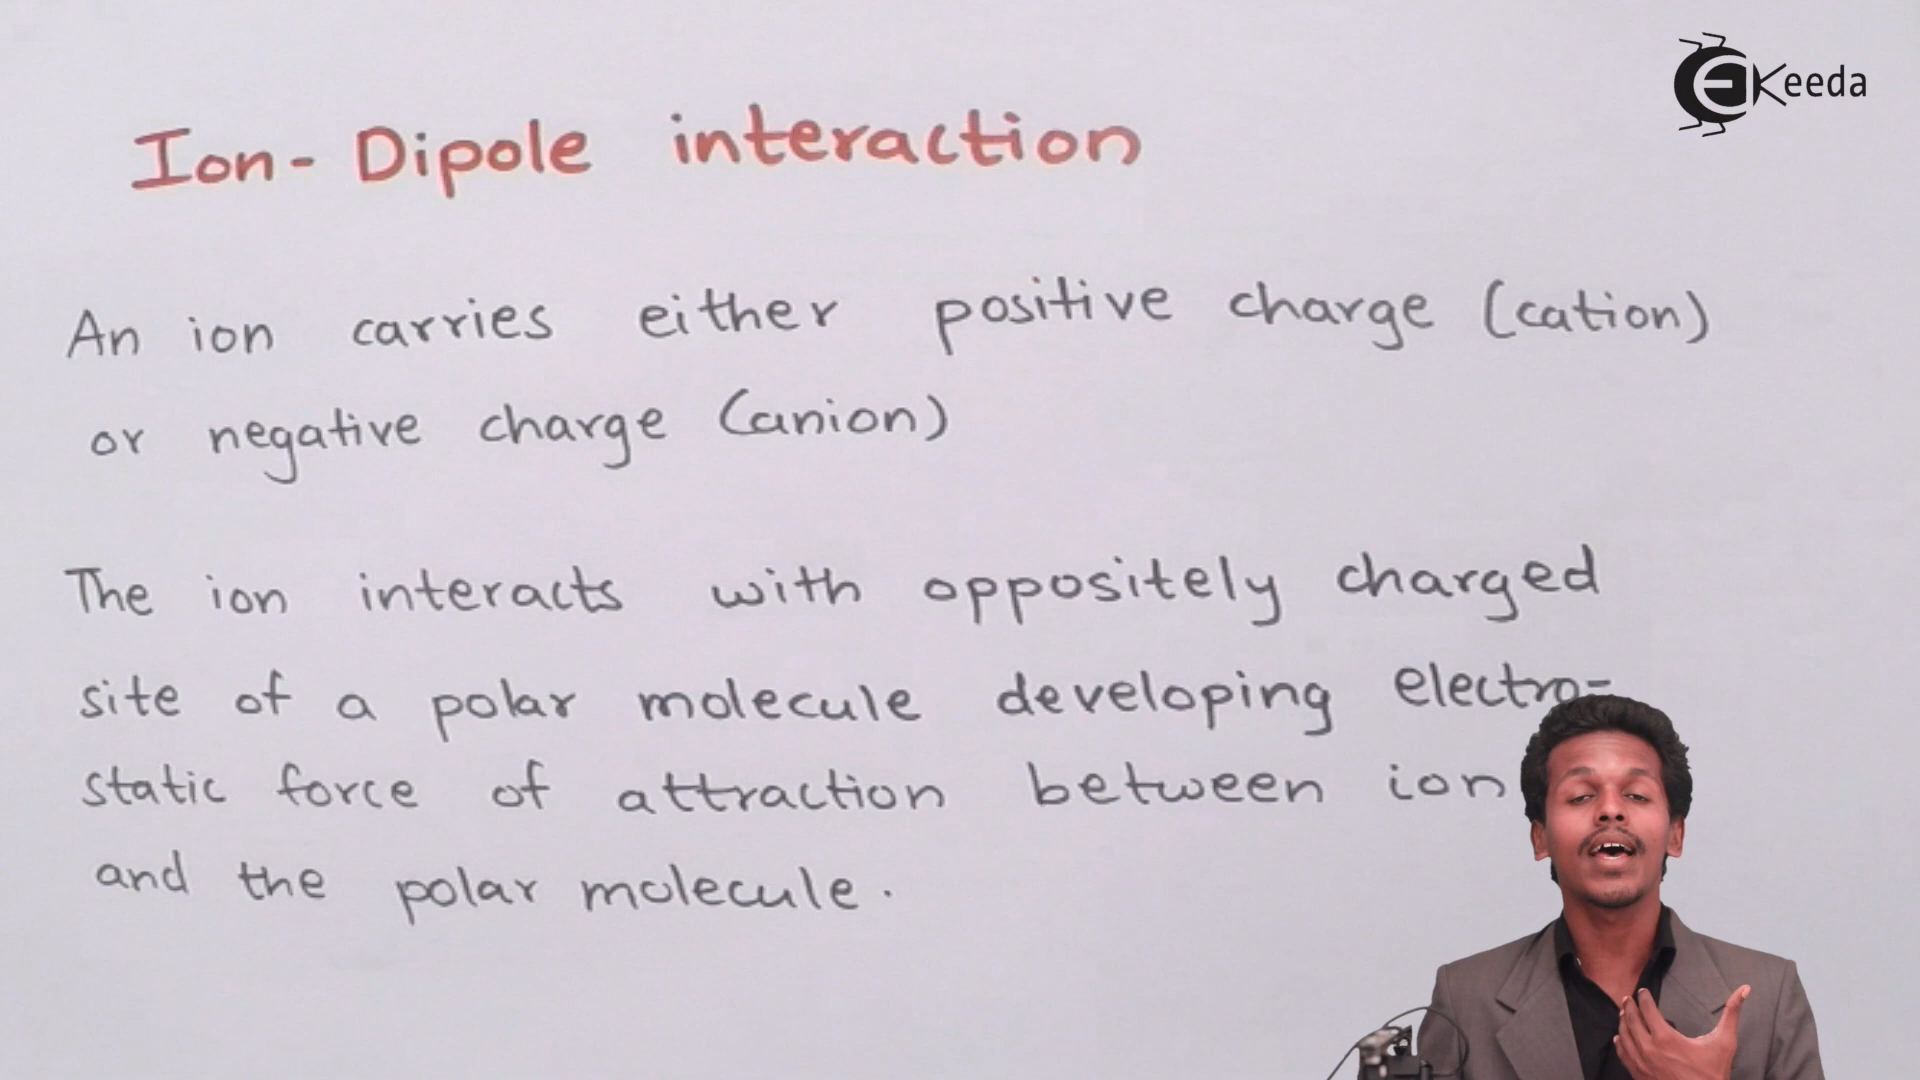 EKeeda
Ion-Dipole interaction
An ion carries either positive charge (cation)
or negative charge (anion)
The ion interacts with oppositely charged
site of a polar molecule developing electro-
static force of attraction between ion
and the polar molecule.